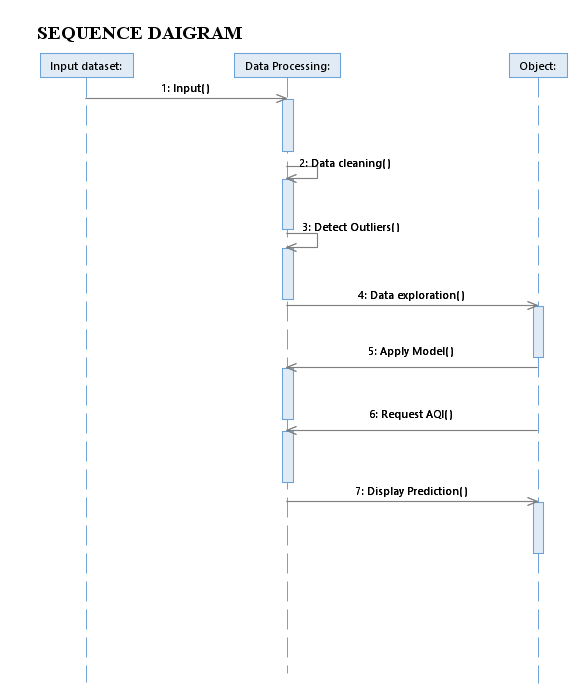 SEQUENCE DAIGRAM
Input dataset: Data Processing: Object:
1: Input()
2: Data cleaning()
3: Detect Outliers()
4: Data exploration()
5: Apply Model()
6: Request AQI()
7: Display Prediction()